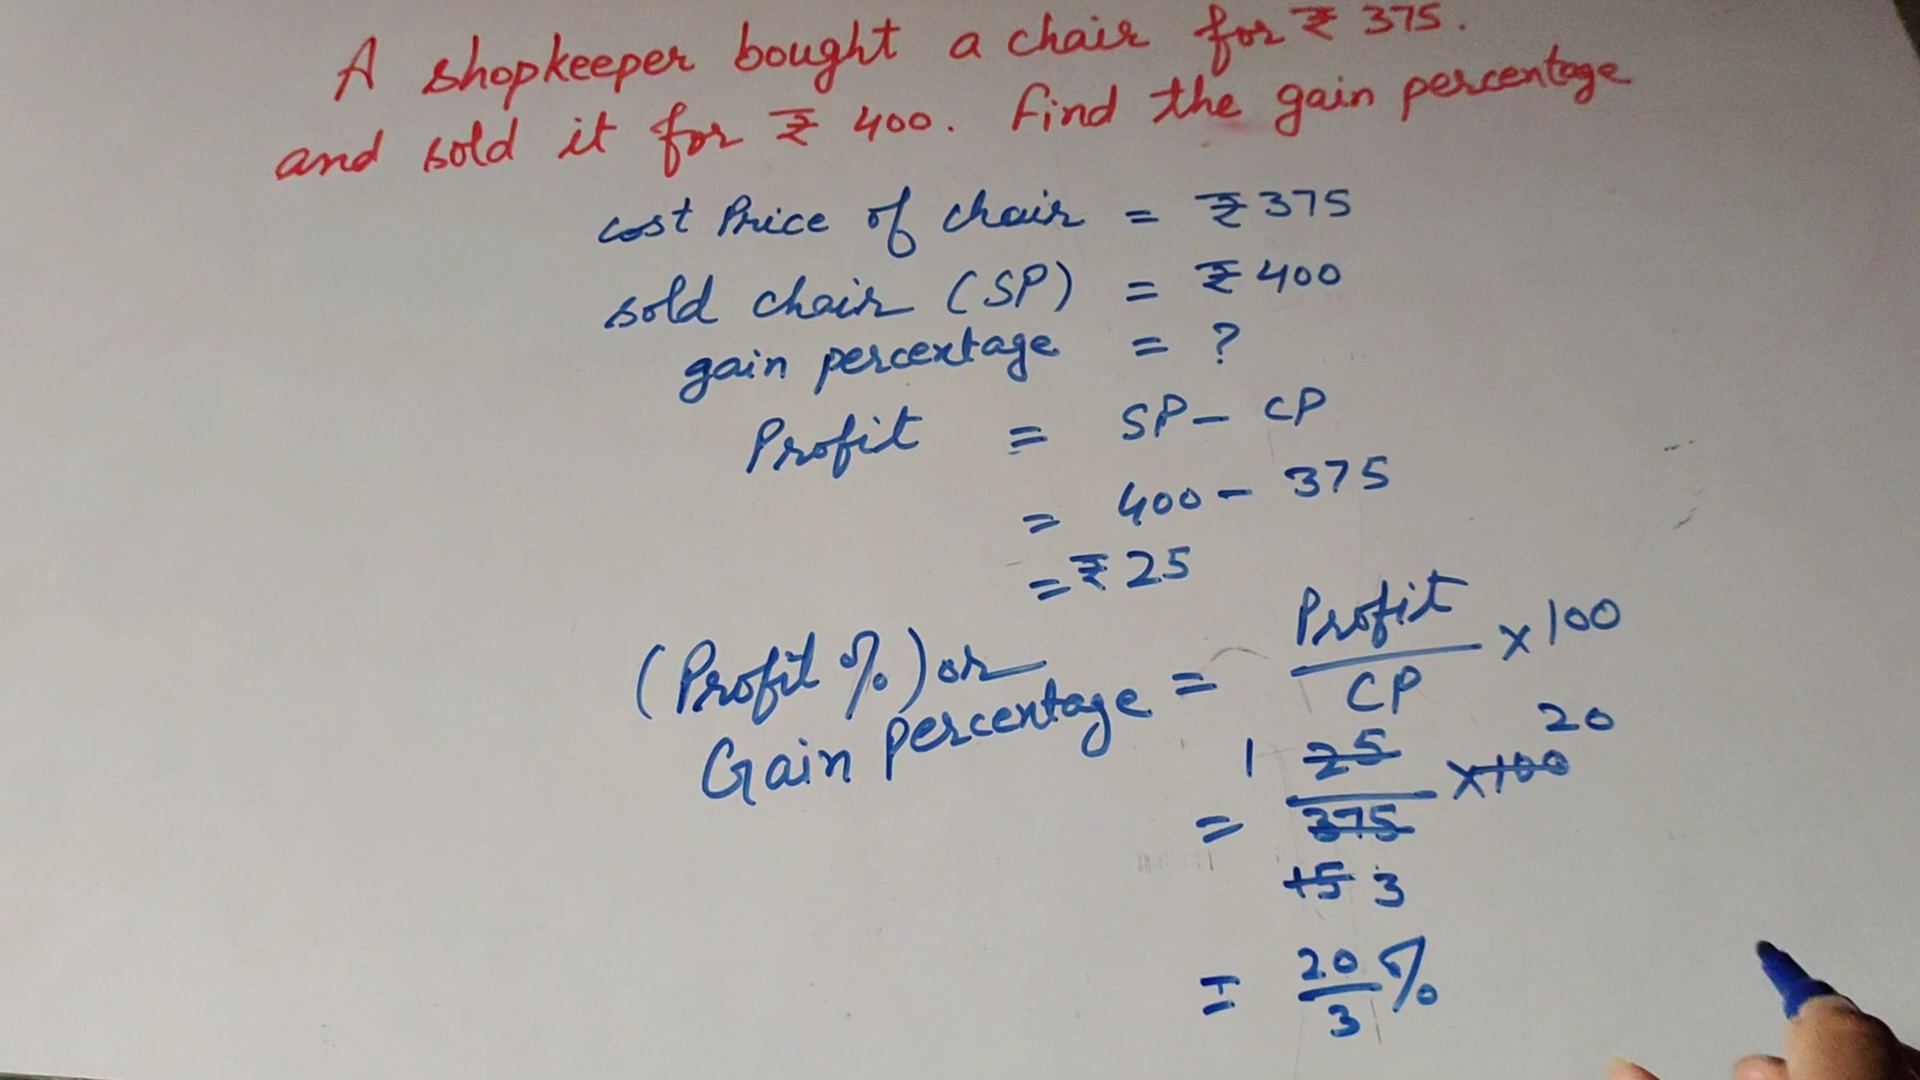 A shopkeeper bought a chair for ₹ 375.
and sold it for ₹ 400. Find the gain percentage
cost Price of chair = ₹ 375
sold chair (SP) = ₹ 400
gain percentage = ?
Profit = SP - CP
= 400 - 375
= ₹ 25
(Profit %) or
Gain percentage = Profit / CP × 100
= 1 25 / 375 × 100 20
15 3
= 20/3 %